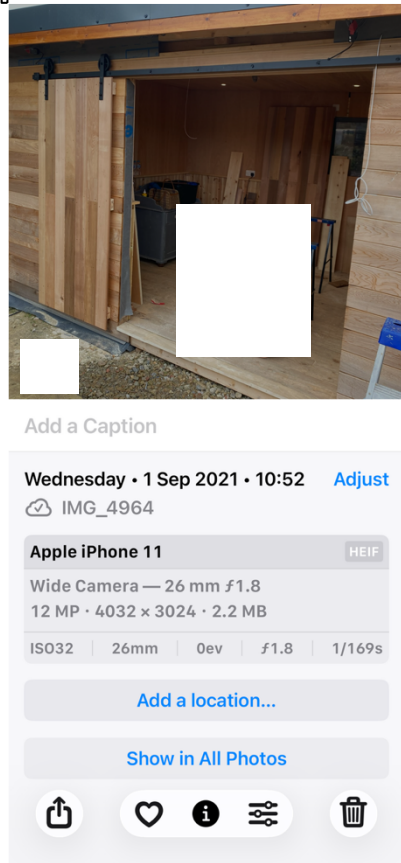 Add a Caption
Wednesday • 1 Sep 2021 • 10:52 Adjust
IMG_4964
Apple iPhone 11 HEIF
Wide Camera — 26 mm ƒ1.8
12 MP · 4032 × 3024 · 2.2 MB
ISO32 26mm 0ev ƒ1.8 1/169s
Add a location...
Show in All Photos